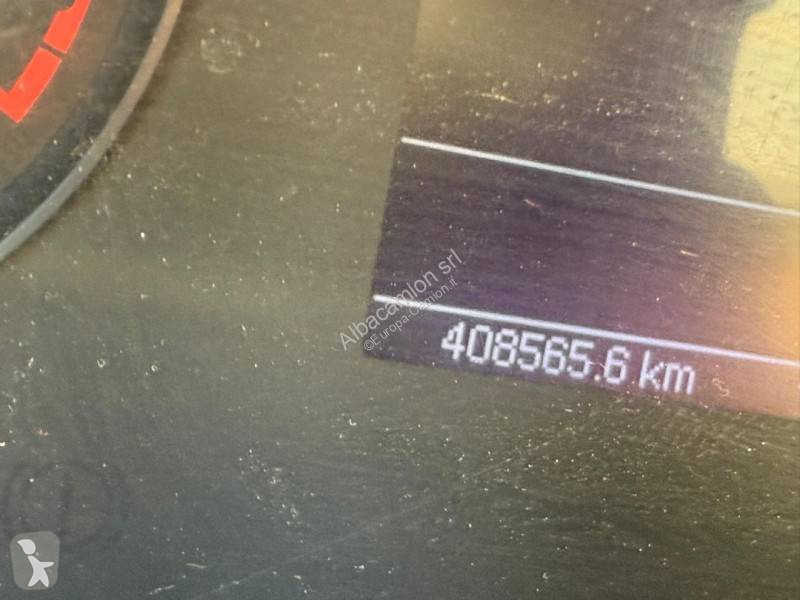 Albacamion srl
©Europa-Camion.it
408565.6 km